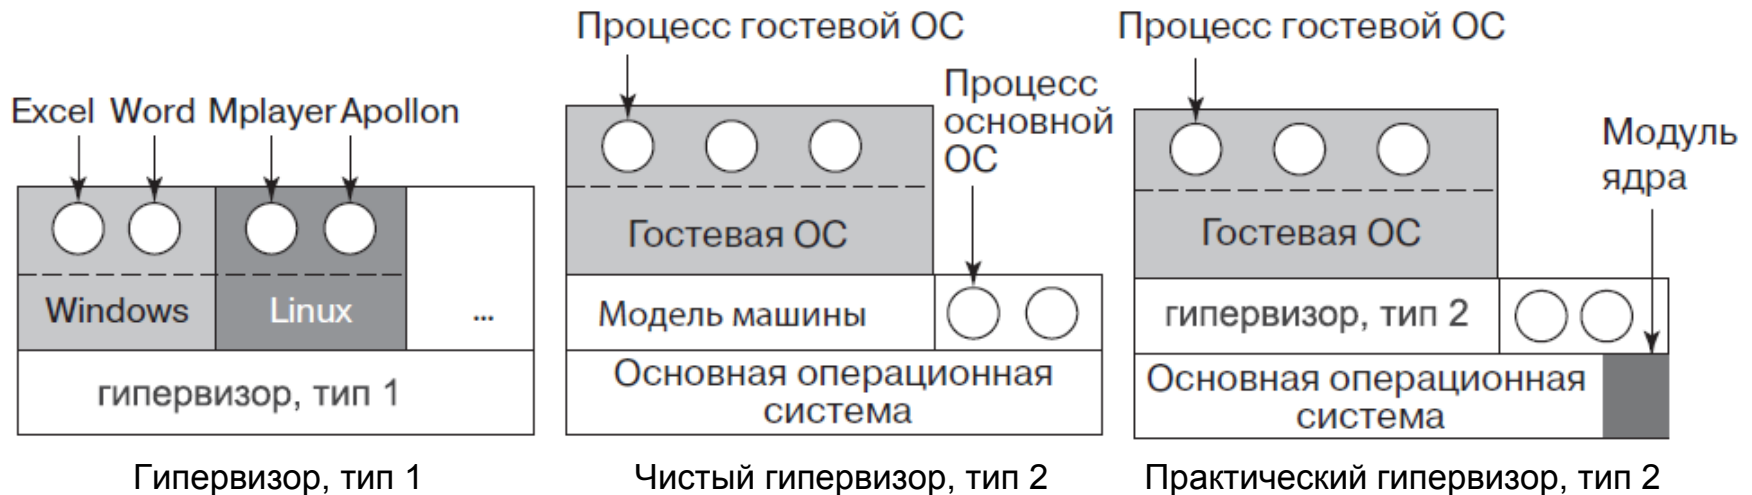 Excel Word Mplayer Apollon
Windows
Linux
...
гипервизор, тип 1
Гипервизор, тип 1
Процесс гостевой ОС
Процесс
основной
ОС
Гостевая ОС
Модель машины
Основная операционная
система
Чистый гипервизор, тип 2
Процесс гостевой ОС
Модуль
ядра
Гостевая ОС
гипервизор, тип 2
Основная операционная
система
Практический гипервизор, тип 2